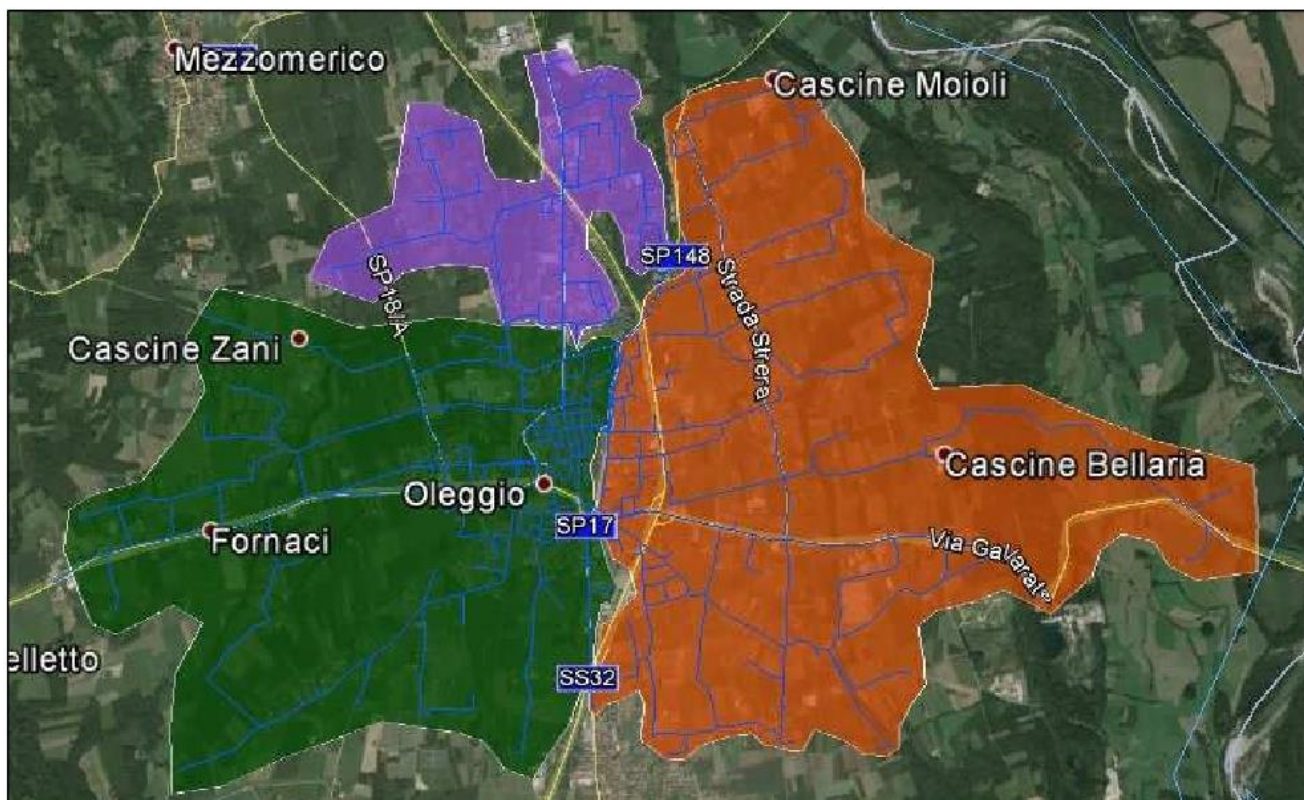 Mezzomerico
Cascine Moioli
SP148
SP18/A
Strada Strera
Cascine Zani
Oleggio
Cascine Bellaria
SP17
Fornaci
Via GaVarate
elletto
SS32